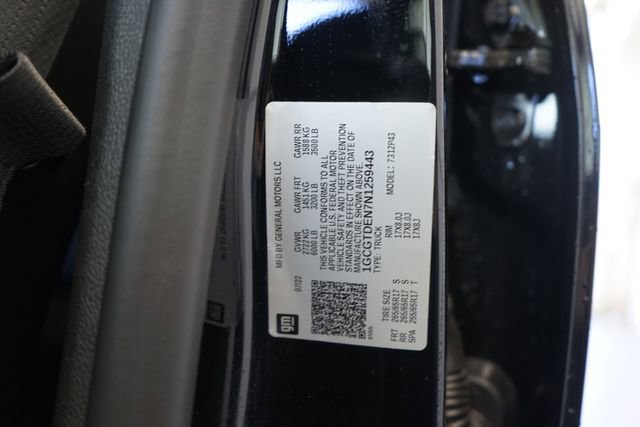 MFD BY GENERAL MOTORS LLC
07/22 GVWR GAWR FRT GAWR RR
2722 KG 1451 KG 1588 KG
6000 LB 3200 LB 3500 LB
THIS VEHICLE CONFORMS TO ALL
APPLICABLE U.S. FEDERAL MOTOR
VEHICLE SAFETY AND THEFT PREVENTION
STANDARDS IN EFFECT ON THE DATE OF
MANUFACTURE SHOWN ABOVE.
1GCGTDEN7N1259443
TYPE: TRUCK MODEL: 7312P43
gm
TIRE SIZE RIM
FRT 265/65R17 S 17X8.0J
RR 265/65R17 S 17X8.0J
SPA 255/65R17 T 17X8J